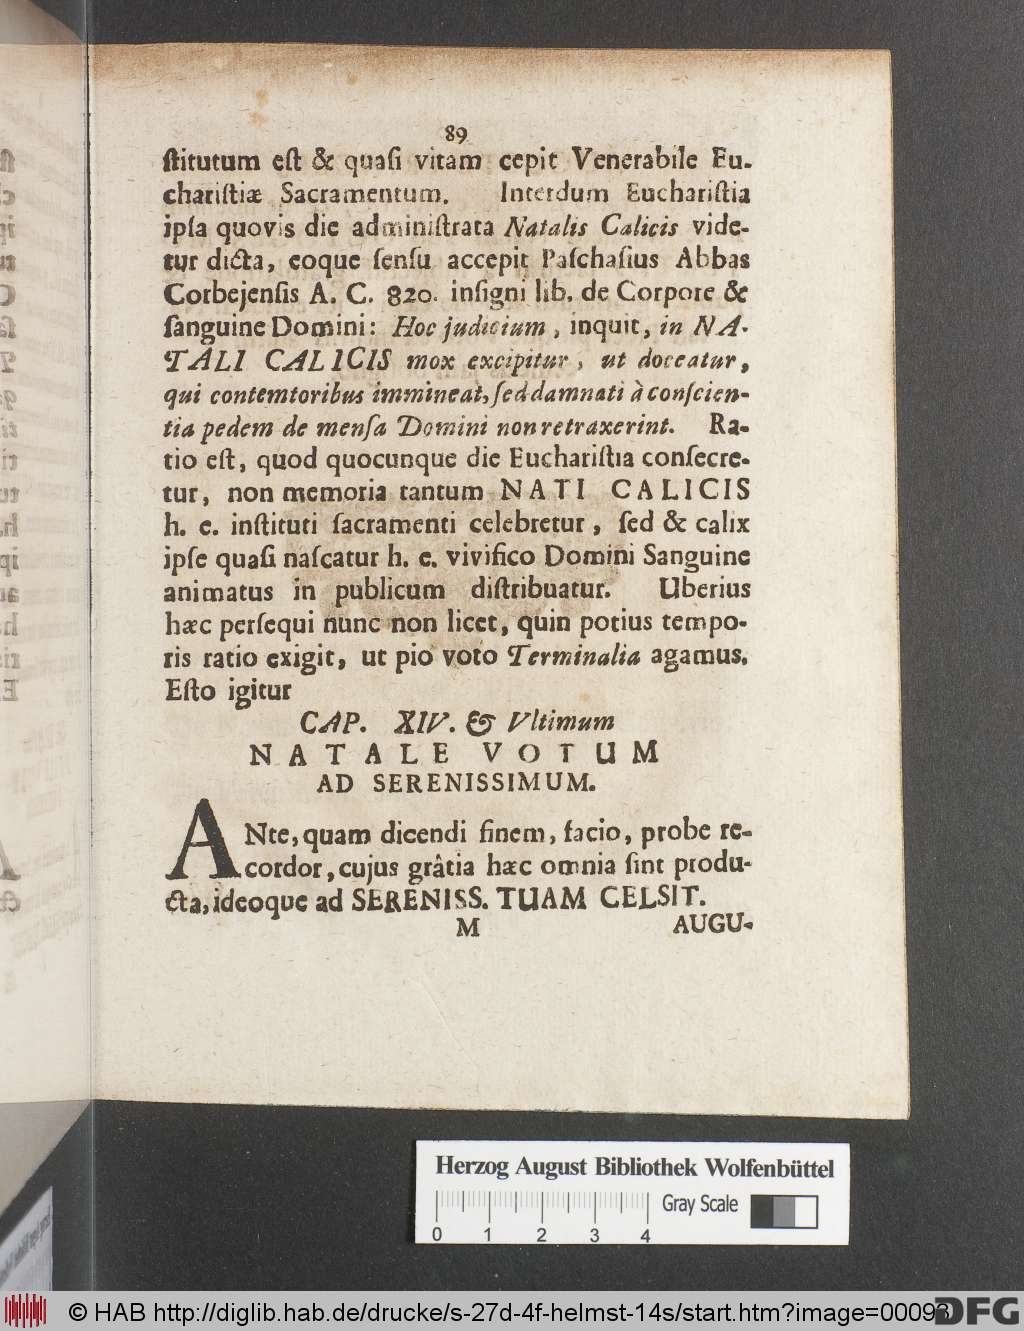 89
ſtitutum eſt & quaſi vitam cepit Venerabile Eu-
chariſtiæ Sacramentum. Interdum Euchariſtia
ipſa quovis die adminiſtrata Natalis Calicis vide-
tur dicta, eoque ſenſu accepit Paſchaſius Abbas
Corbejenſis A. C. 820. inſigni lib. de Corpore &
ſanguine Domini: Hoc judicium, inquit, in NA-
TALI CALICIS mox excipitur, ut doceatur,
qui contemtoribus immineat, ſed damnati à conſcien-
tia pedem de menſa Domini non retraxerint. Ra-
tio eſt, quod quocunque die Euchariſtia conſecre-
tur, non memoria tantum NATI CALICIS
h. e. inſtituti ſacramenti celebretur, ſed & calix
ipſe quaſi naſcatur h. e. vivifico Domini Sanguine
animatus in publicum diſtribuatur. Uberius
hæc perſequi nunc non licet, quin potius tempo-
ris ratio exigit, ut pio voto Terminalia agamus.
Eſto igitur
CAP. XIV. & Vltimum
NATALE VOTUM
AD SERENISSIMUM.
ANte, quam dicendi finem, facio, probe re-
cordor, cujus grâtia hæc omnia ſint produ-
cta, ideoque ad SERENISS. TUAM CELSIT.
M AUGU-
Herzog August Bibliothek Wolfenbüttel
Gray Scale
0 1 2 3 4
© HAB http://diglib.hab.de/drucke/s-27d-4f-helmst-14s/start.htm?image=00093
DFG